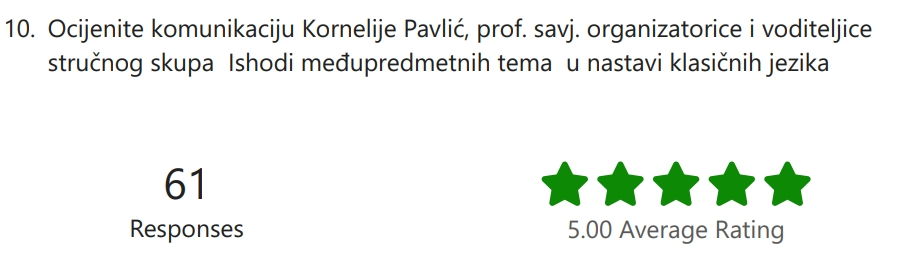 10. Ocijenite komunikaciju Kornelije Pavlić, prof. savj. organizatorice i voditeljice
stručnog skupa Ishodi međupredmetnih tema u nastavi klasičnih jezika
61
Responses
5.00 Average Rating